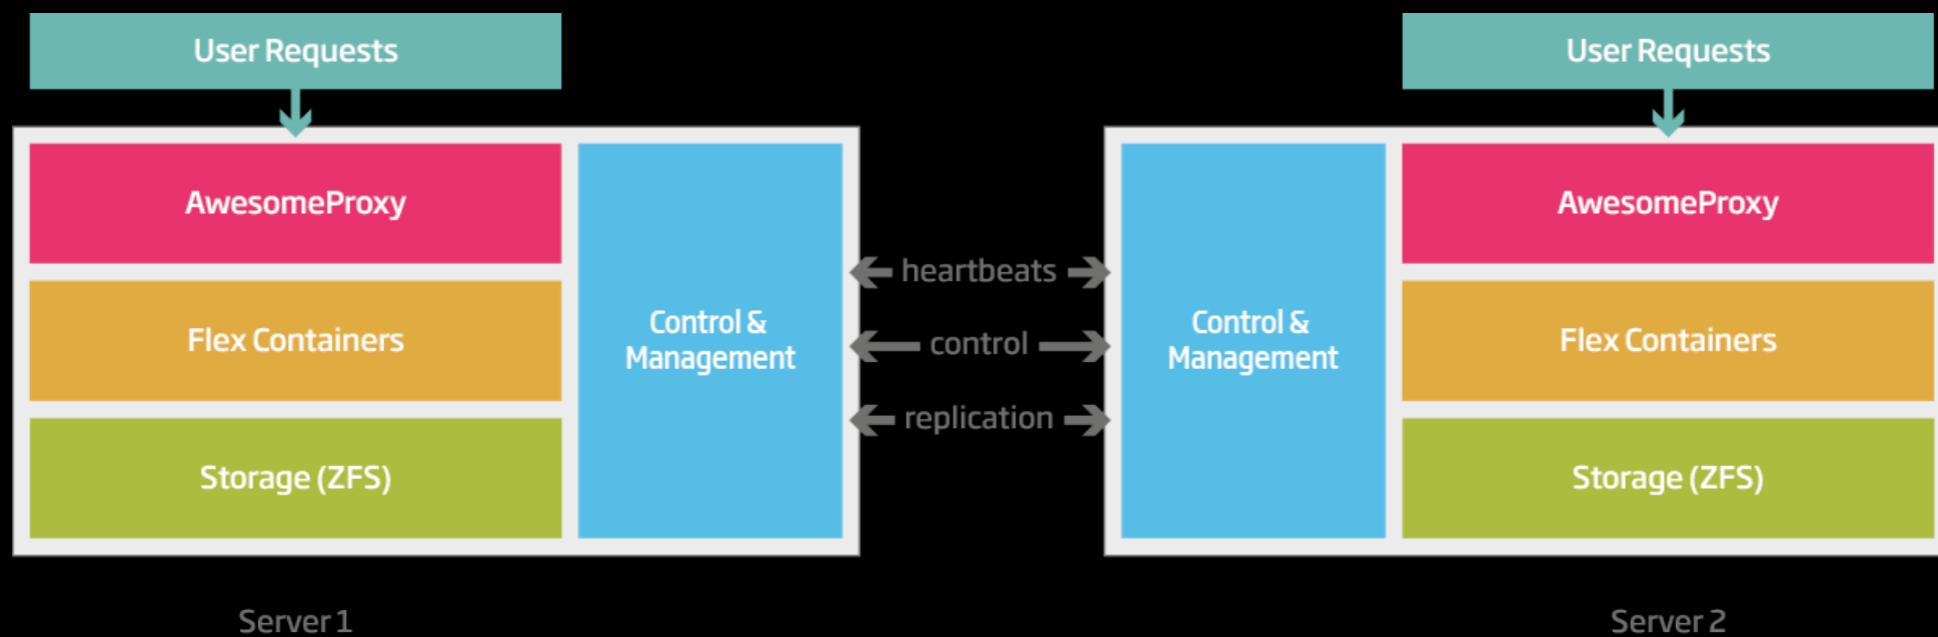 User Requests
User Requests
AwesomeProxy
Control &
Management
heartbeats
control
replication
Control &
Management
AwesomeProxy
Flex Containers
Flex Containers
Storage (ZFS)
Storage (ZFS)
Server 1
Server 2